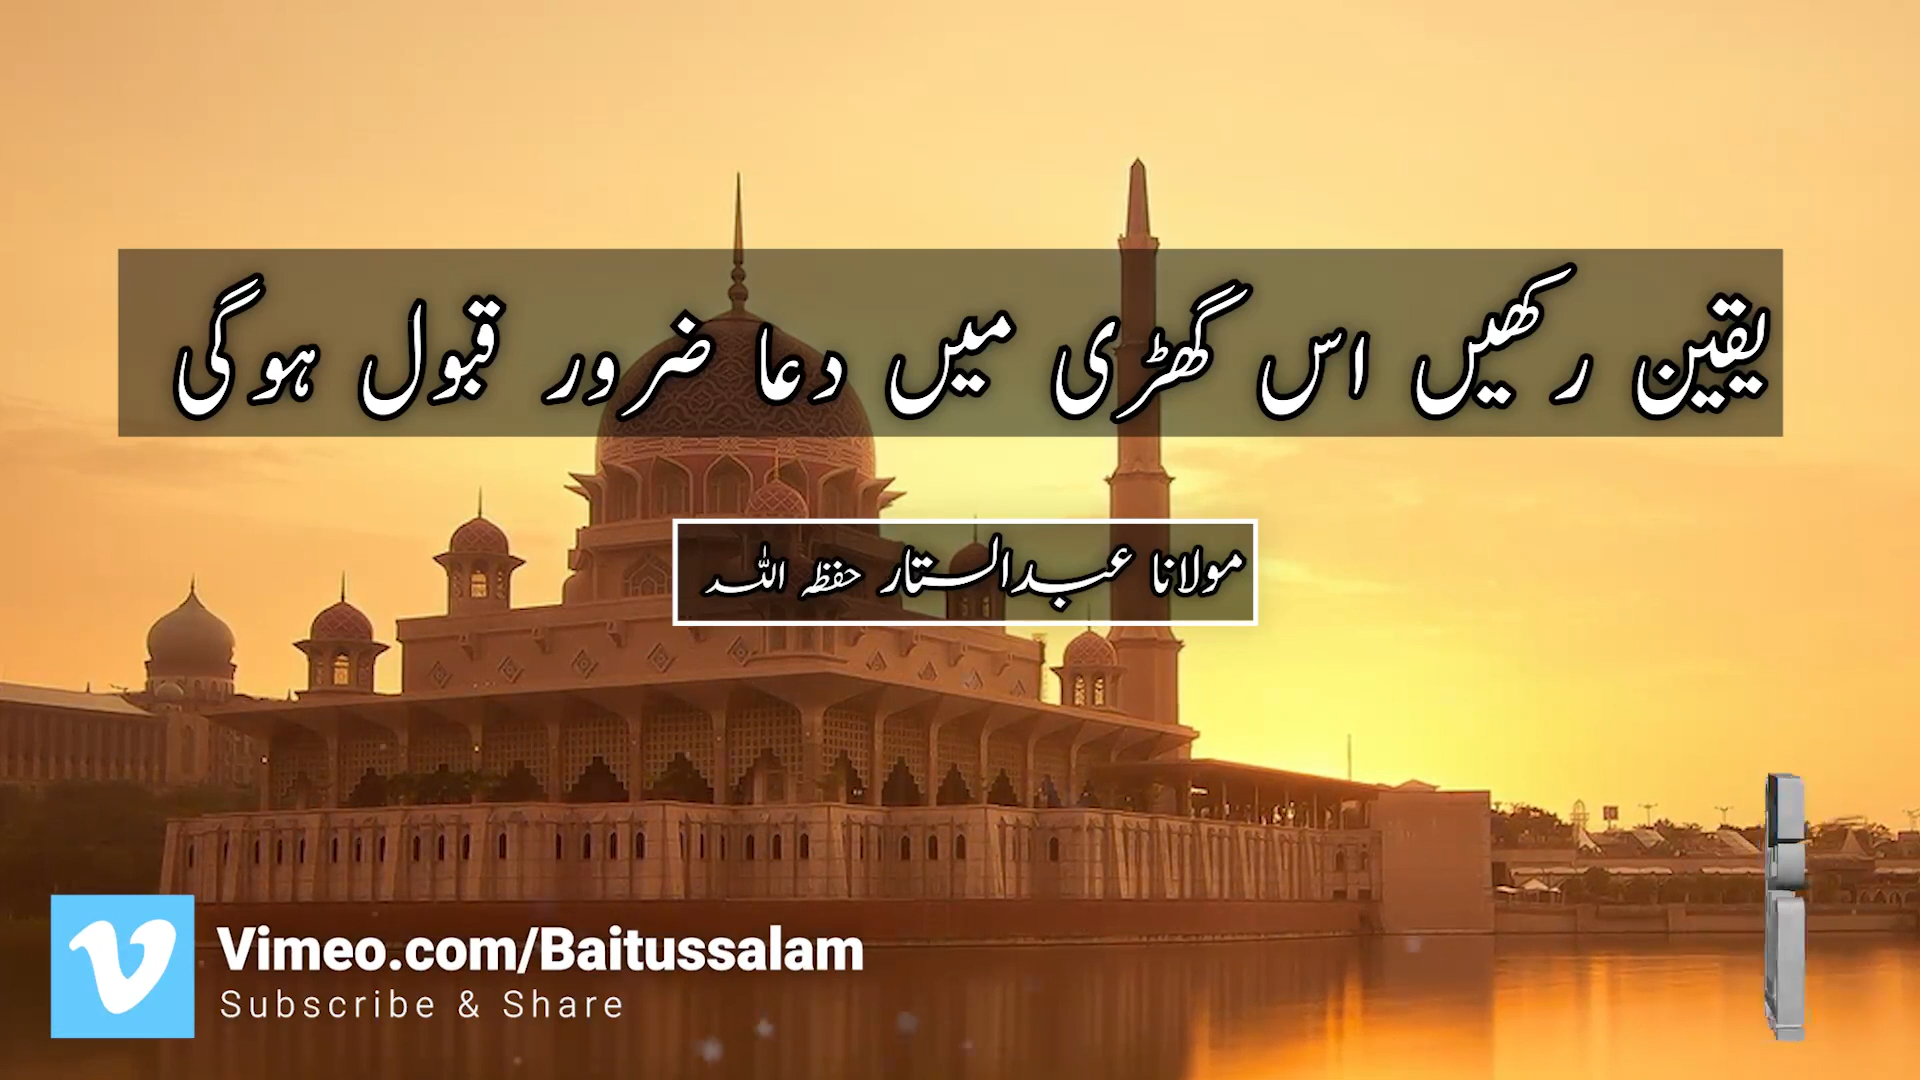 یقین رکھیں اس گھڑی میں دعا ضرور قبول ہوگی
مولانا عبدالستار حفظہ اللہ
Vimeo.com/Baitussalam
Subscribe & Share